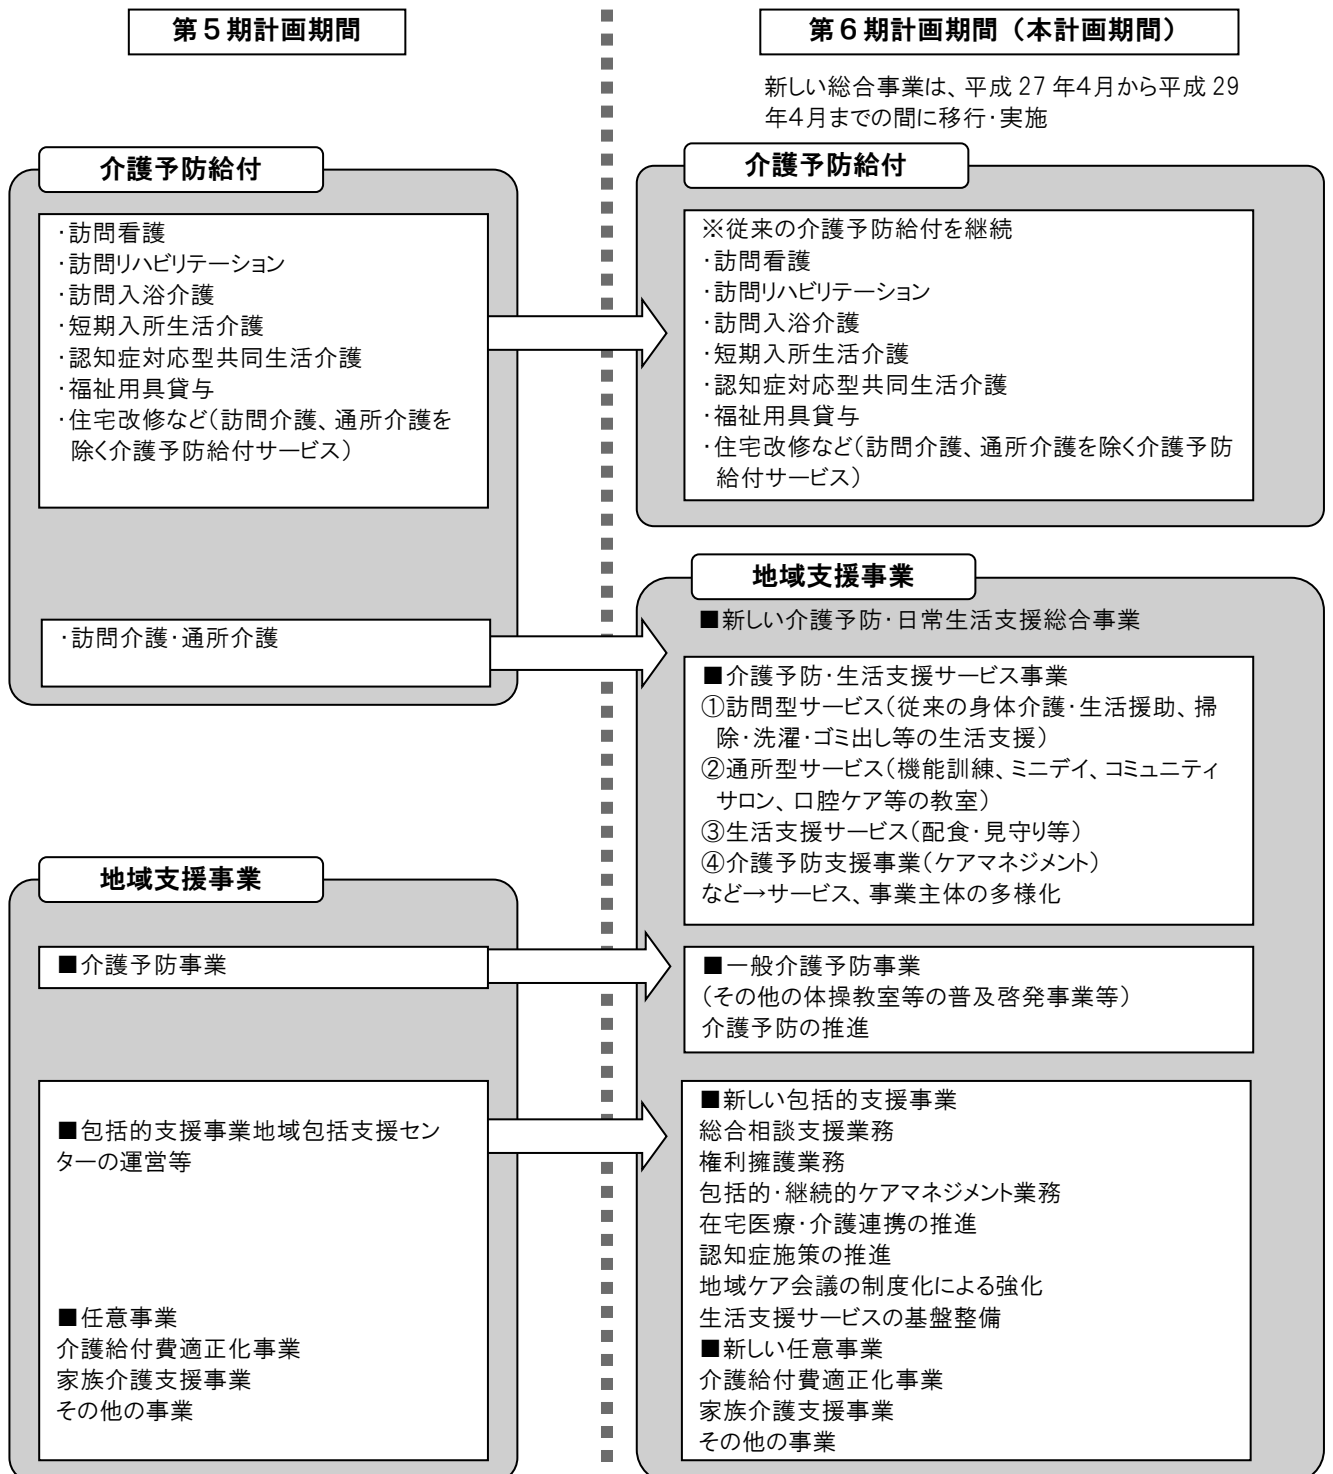 第５期計画期間
介護予防給付
・訪問看護
・訪問リハビリテーション
・訪問入浴介護
・短期入所生活介護
・認知症対応型共同生活介護
・福祉用具貸与
・住宅改修など（訪問介護、通所介護を
除く介護予防給付サービス）
・訪問介護・通所介護
地域支援事業
■介護予防事業
■包括的支援事業地域包括支援セン
ターの運営等
■任意事業
介護給付費適正化事業
家族介護支援事業
その他の事業
第６期計画期間（本計画期間）
新しい総合事業は、平成 27 年４月から平成 29
年４月までの間に移行・実施
介護予防給付
※従来の介護予防給付を継続
・訪問看護
・訪問リハビリテーション
・訪問入浴介護
・短期入所生活介護
・認知症対応型共同生活介護
・福祉用具貸与
・住宅改修など（訪問介護、通所介護を除く介護予防
給付サービス）
地域支援事業
■新しい介護予防・日常生活支援総合事業
■介護予防・生活支援サービス事業
①訪問型サービス（従来の身体介護・生活援助、掃
除・洗濯・ゴミ出し等の生活支援）
②通所型サービス（機能訓練、ミニデイ、コミュニティ
サロン、口腔ケア等の教室）
③生活支援サービス（配食・見守り等）
④介護予防支援事業（ケアマネジメント）
など→サービス、事業主体の多様化
■一般介護予防事業
（その他の体操教室等の普及啓発事業等）
介護予防の推進
■新しい包括的支援事業
総合相談支援業務
権利擁護業務
包括的・継続的ケアマネジメント業務
在宅医療・介護連携の推進
認知症施策の推進
地域ケア会議の制度化による強化
生活支援サービスの基盤整備
■新しい任意事業
介護給付費適正化事業
家族介護支援事業
その他の事業